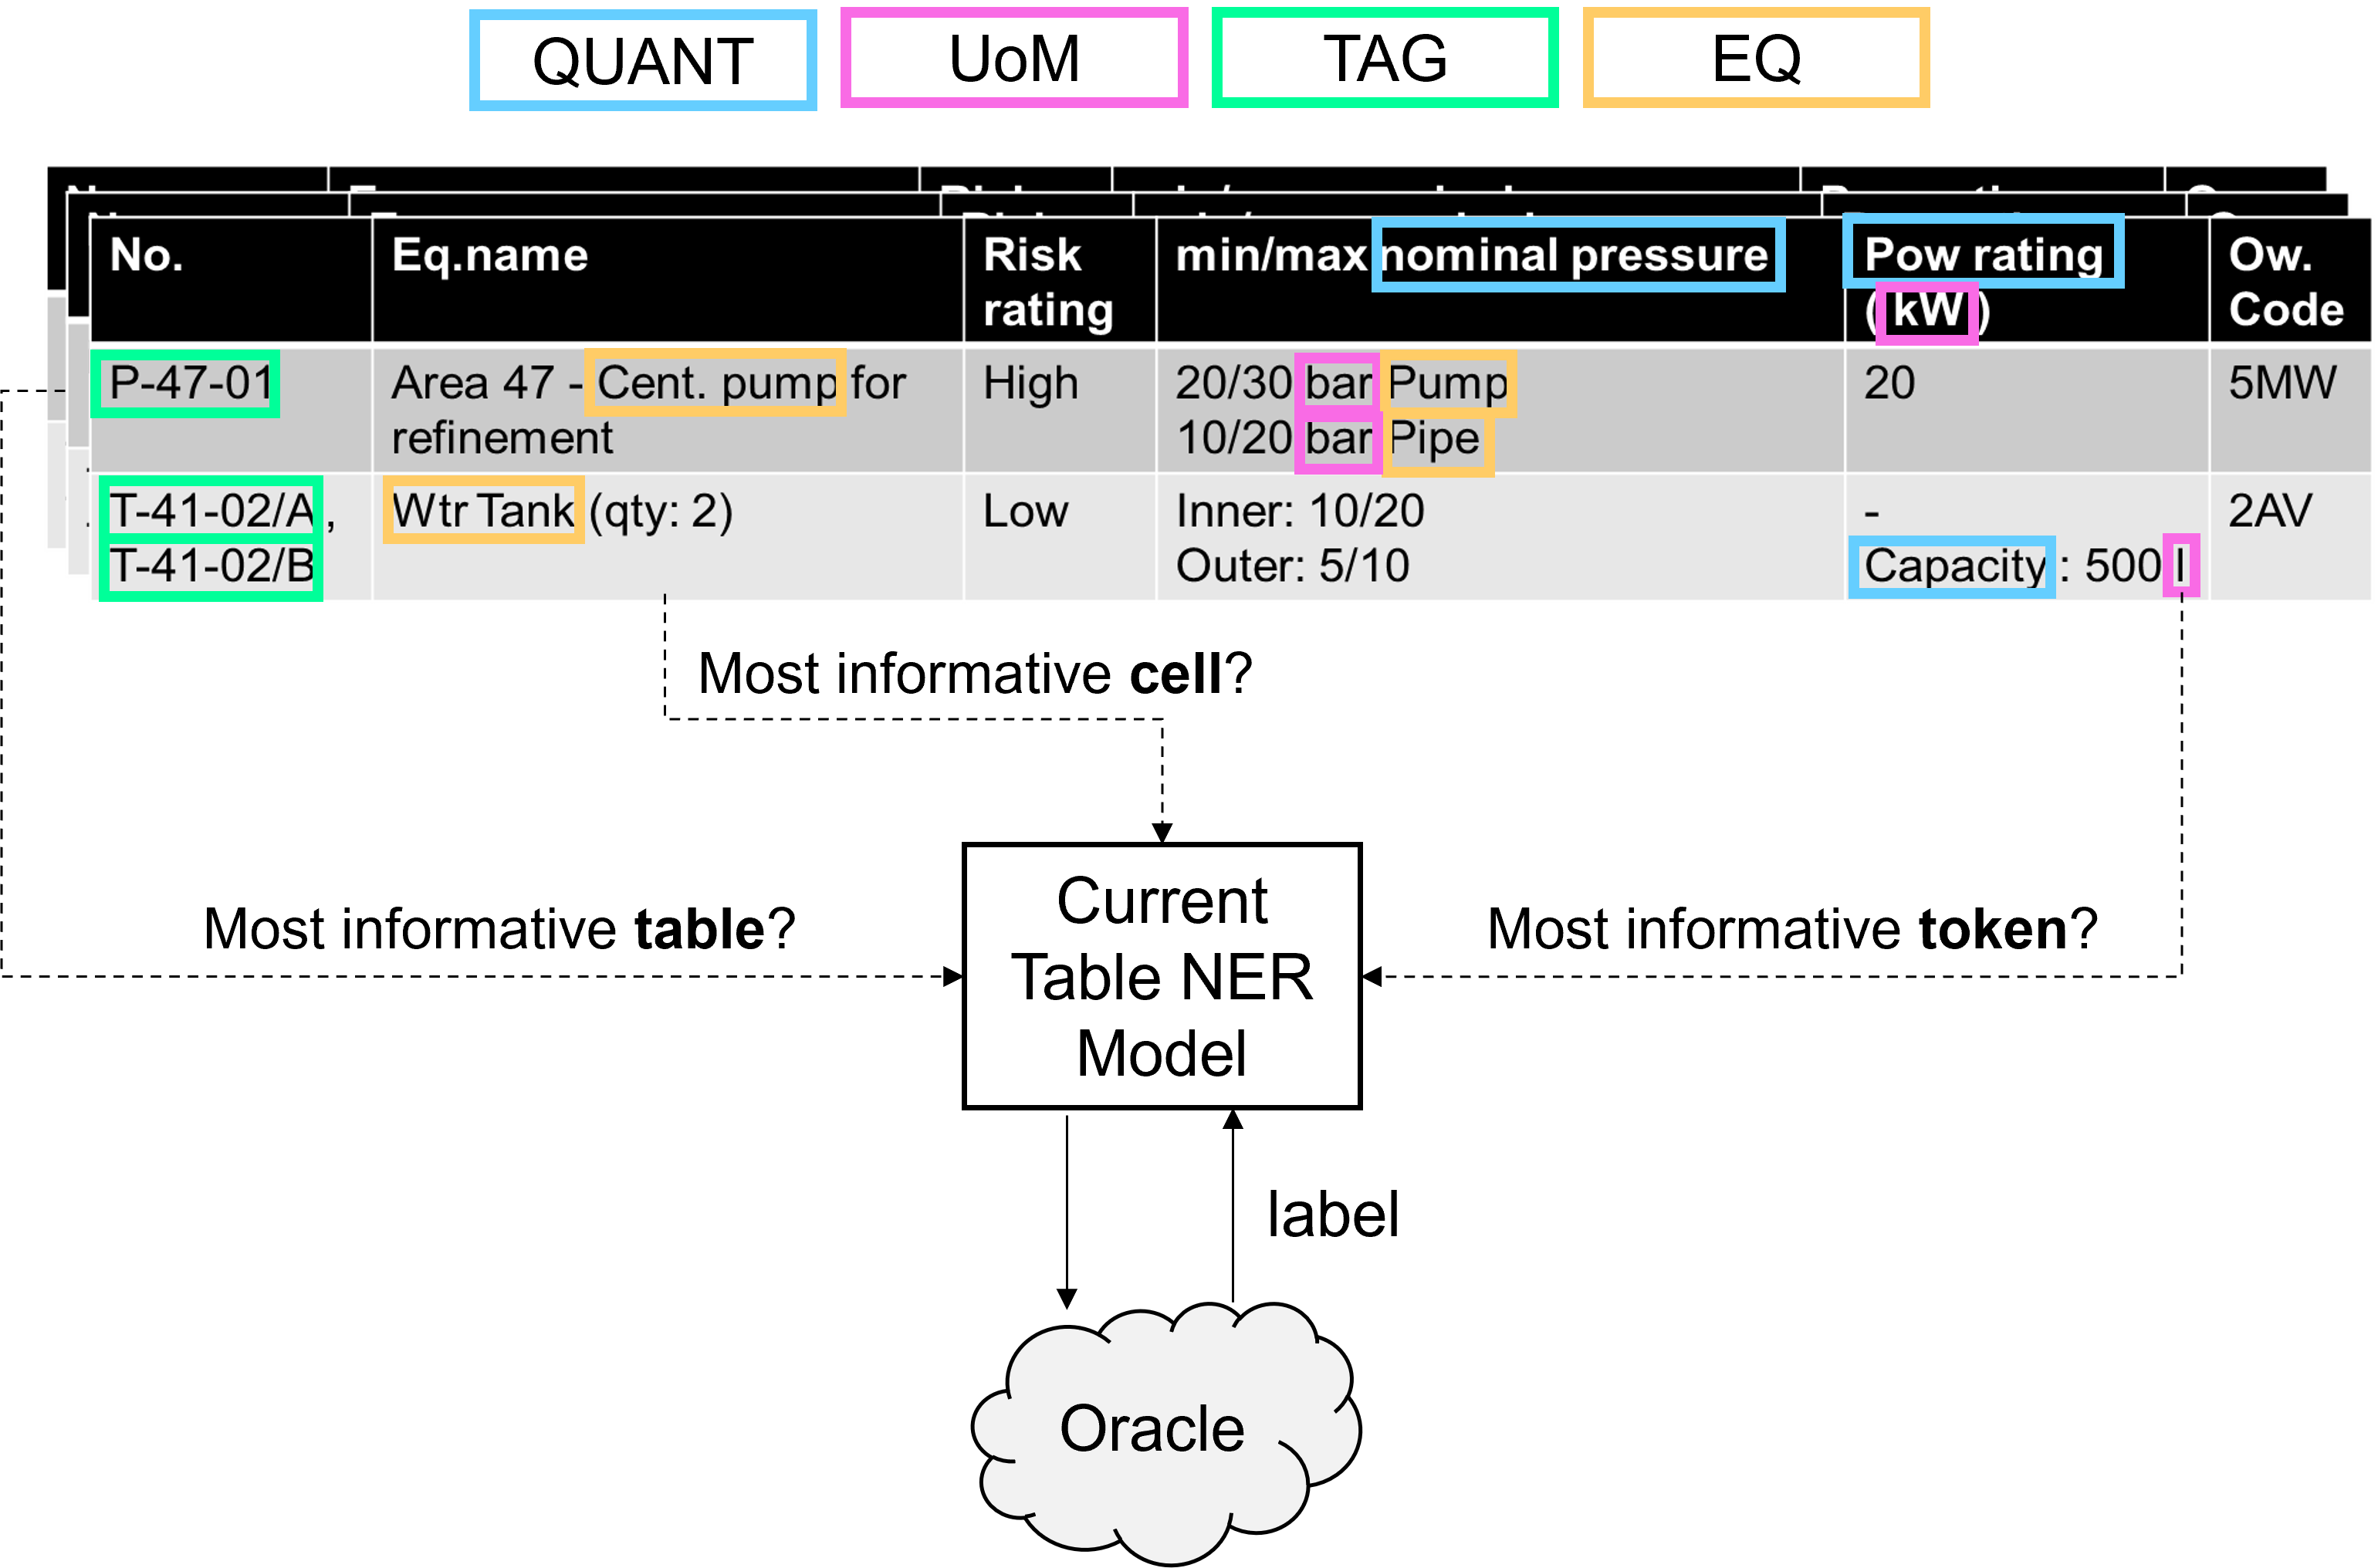 QUANT UoM TAG EQ
No. Eq.name Risk rating min/max nominal pressure Pow rating (kW) Ow. Code
P-47-01 Area 47 - Cent. pump for refinement High 20/30 bar Pump 10/20 bar Pipe 20 5MW
T-41-02/A, T-41-02/B Wtr Tank (qty: 2) Low Inner: 10/20 Outer: 5/10 - Capacity: 500 l 2AV
Most informative cell?
Most informative table?
Most informative token?
Current
Table NER
Model
label
Oracle